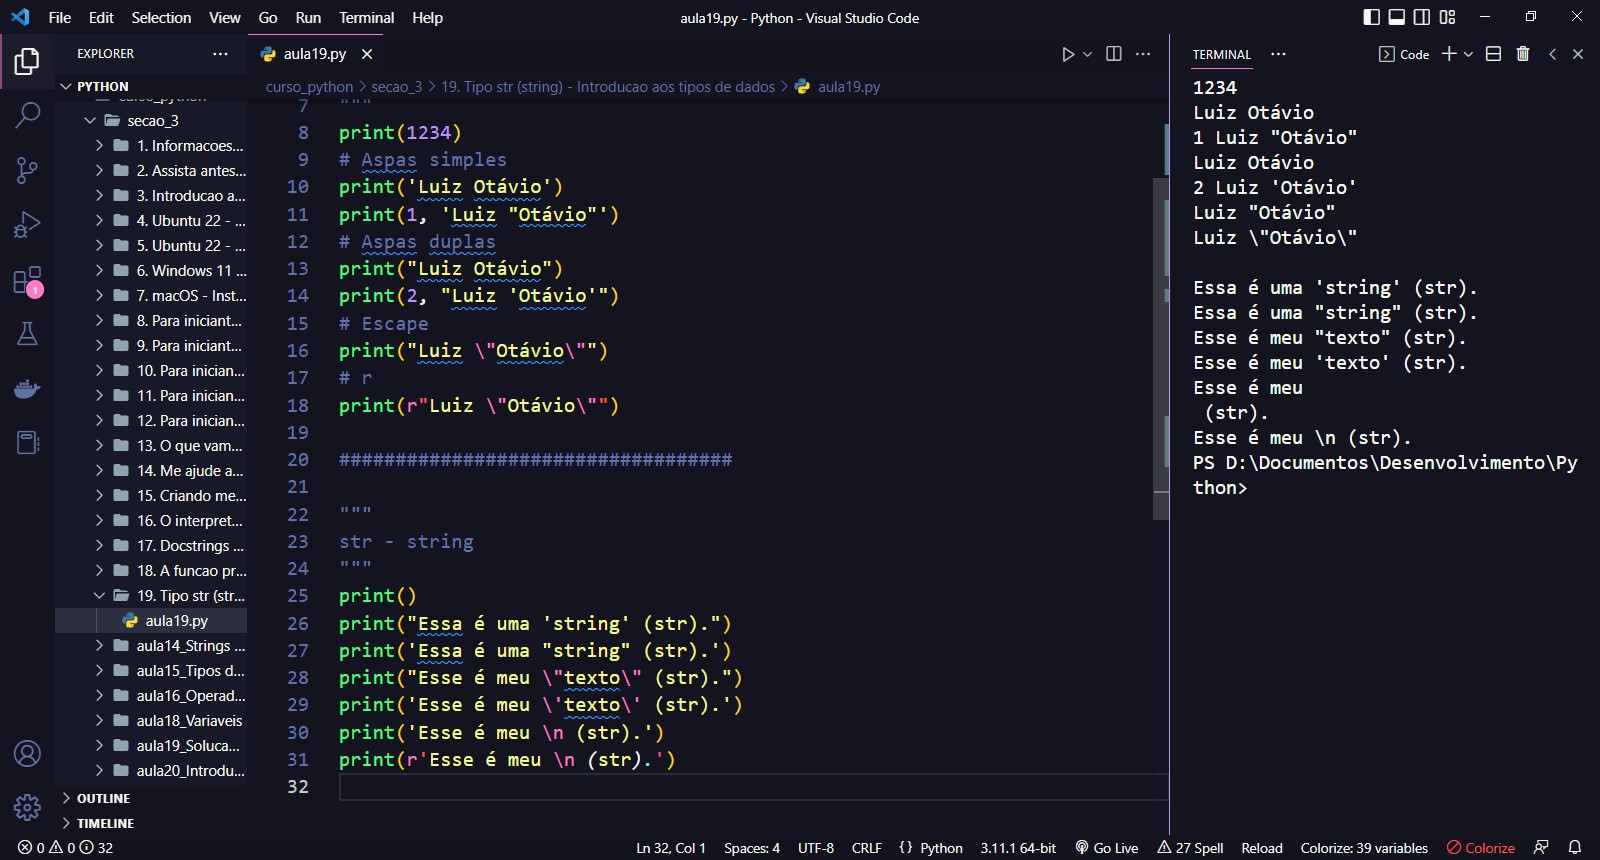 File Edit Selection View Go Run Terminal Help
aula19.py - Python - Visual Studio Code
EXPLORER
PYTHON
curso_python
secao_3
1. Informacoes...
2. Assista antes...
3. Introducao a...
4. Ubuntu 22 - ...
5. Ubuntu 22 - ...
6. Windows 11 ...
7. macOS - Inst...
8. Para iniciant...
9. Para iniciant...
10. Para inician...
11. Para inician...
12. Para inician...
13. O que vam...
14. Me ajude a...
15. Criando me...
16. O interpret...
17. Docstrings ...
18. A funcao pr...
19. Tipo str (str...
aula19.py
aula14_Strings ...
aula15_Tipos d...
aula16_Operad...
aula18_Variaveis
aula19_Soluca...
aula20_Introdu...
OUTLINE
TIMELINE
1
aula19.py
curso_python > secao_3 > 19. Tipo str (string) - Introducao aos tipos de dados > aula19.py
7 """
8 print(1234)
9 # Aspas simples
10 print('Luiz Otávio')
11 print(1, 'Luiz "Otávio"')
12 # Aspas duplas
13 print("Luiz Otávio")
14 print(2, "Luiz 'Otávio'")
15 # Escape
16 print("Luiz \"Otávio\"")
17 # r
18 print(r"Luiz \"Otávio\"")
19
20 ###################################
21
22 """
23 str - string
24 """
25 print()
26 print("Essa é uma 'string' (str).")
27 print('Essa é uma "string" (str).')
28 print("Esse é meu \"texto\" (str).")
29 print('Esse é meu \'texto\' (str).')
30 print('Esse é meu \n (str).')
31 print(r'Esse é meu \n (str).')
32
TERMINAL
Code
1234
Luiz Otávio
1 Luiz "Otávio"
Luiz Otávio
2 Luiz 'Otávio'
Luiz "Otávio"
Luiz \"Otávio\"
Essa é uma 'string' (str).
Essa é uma "string" (str).
Esse é meu "texto" (str).
Esse é meu 'texto' (str).
Esse é meu
(str).
Esse é meu \n (str).
PS D:\Documentos\Desenvolvimento\Py
thon>
0 0 32
Ln 32, Col 1 Spaces: 4 UTF-8 CRLF {} Python 3.11.1 64-bit Go Live 27 Spell Reload Colorize: 39 variables Colorize